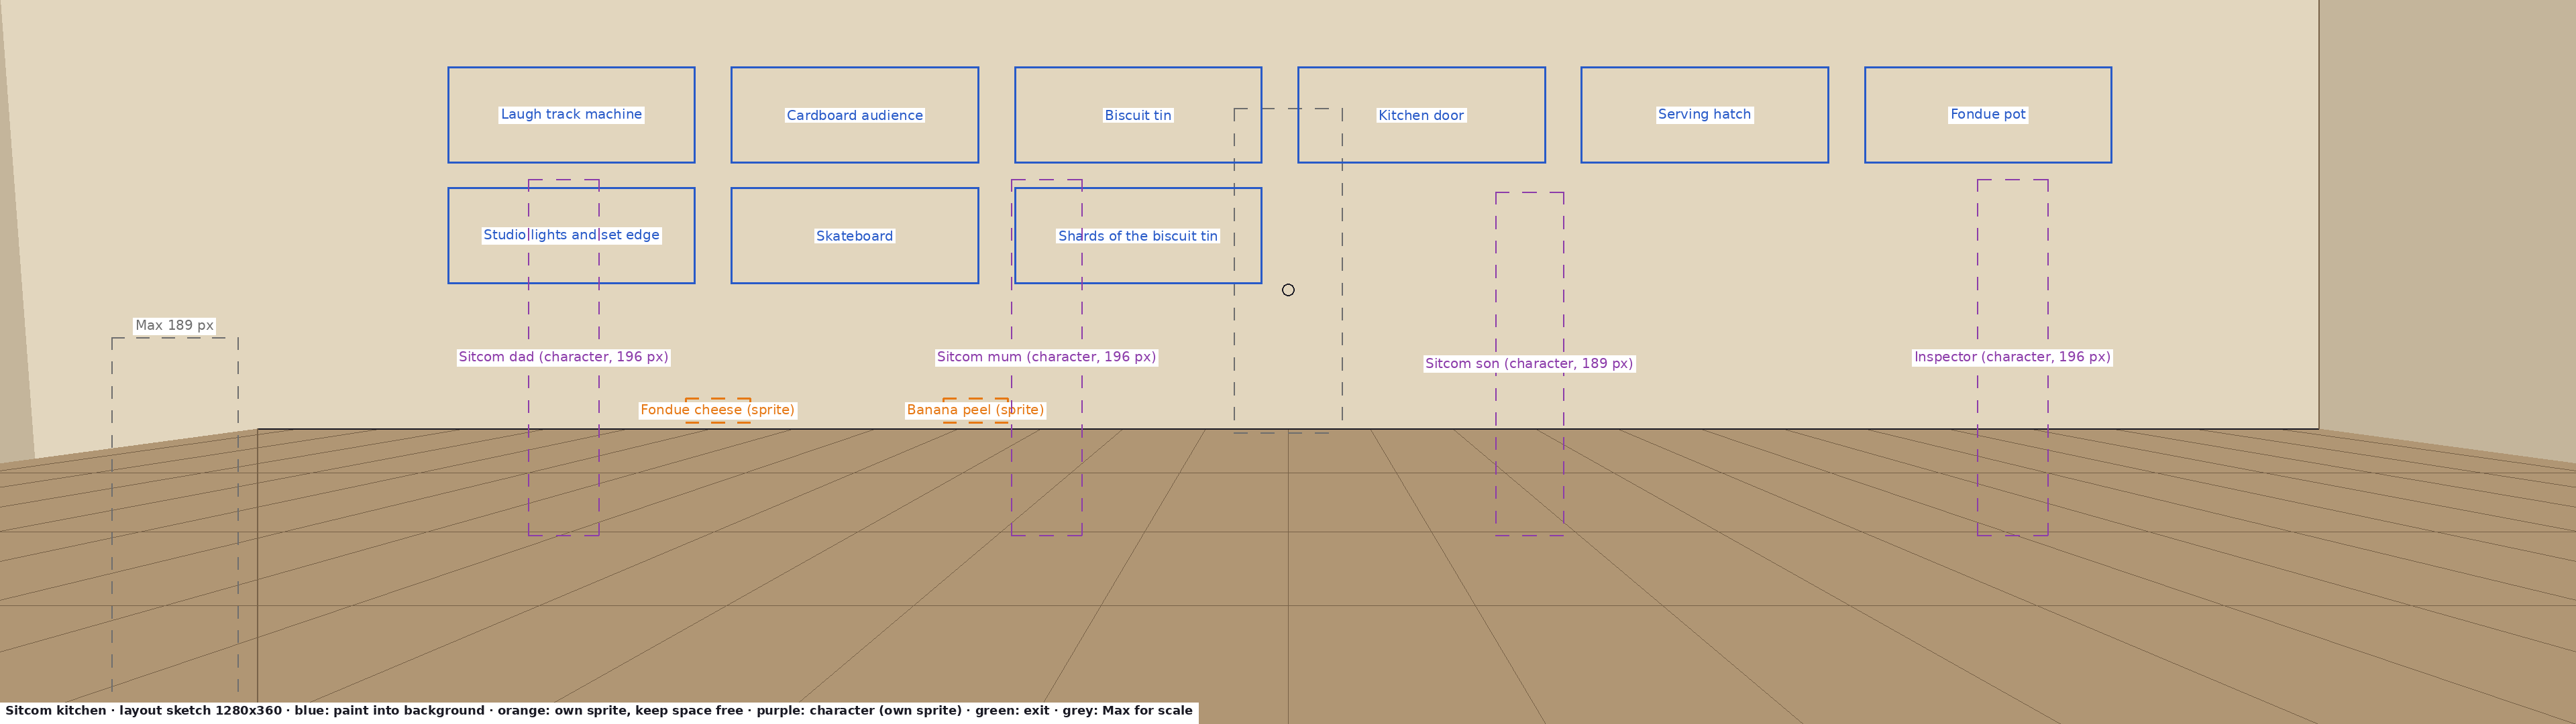 Laugh track machine
Cardboard audience
Biscuit tin
Kitchen door
Serving hatch
Fondue pot
Studio lights and set edge
Skateboard
Shards of the biscuit tin
Max 189 px
Sitcom dad (character, 196 px)
Sitcom mum (character, 196 px)
Sitcom son (character, 189 px)
Inspector (character, 196 px)
Fondue cheese (sprite)
Banana peel (sprite)
Sitcom kitchen · layout sketch 1280x360 · blue: paint into background · orange: own sprite, keep space free · purple: character (own sprite) · green: exit · grey: Max for scale